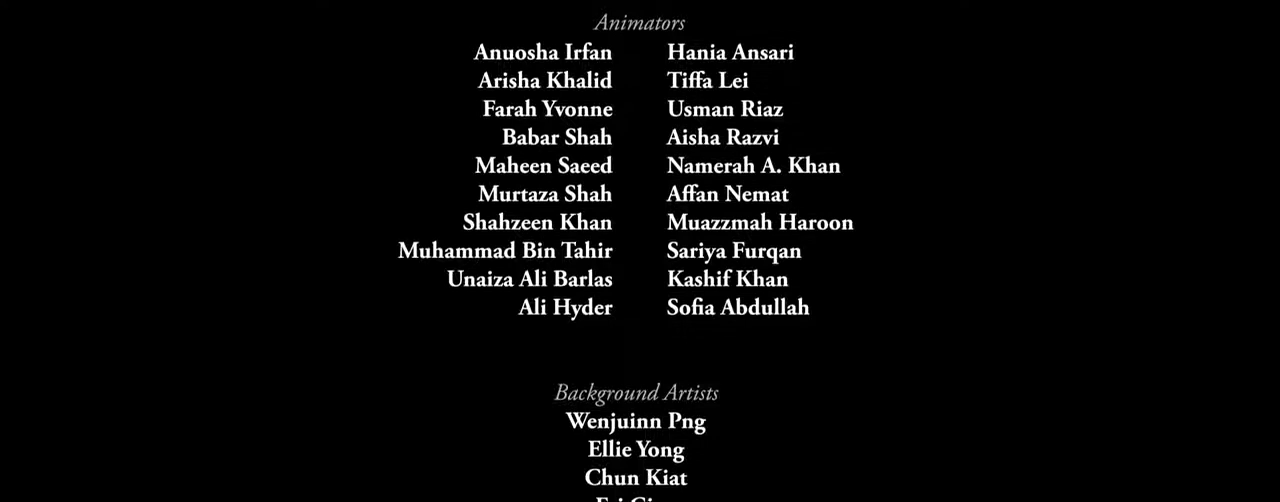 Animators
Anuosha Irfan Hania Ansari
Arisha Khalid Tiffa Lei
Farah Yvonne Usman Riaz
Babar Shah Aisha Razvi
Maheen Saeed Namerah A. Khan
Murtaza Shah Affan Nemat
Shahzeen Khan Muazzmah Haroon
Muhammad Bin Tahir Sariya Furqan
Unaiza Ali Barlas Kashif Khan
Ali Hyder Sofia Abdullah
Background Artists
Wenjuinn Png
Ellie Yong
Chun Kiat